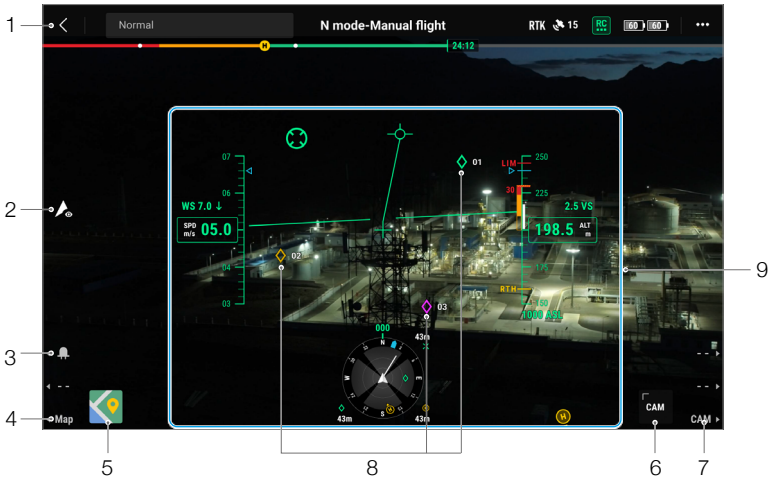 1
Normal
N mode-Manual flight
RTK
15
RC
60
60
•••
H
24:12
07
06
WS 7.0 ↓
SPD
m/s
05.0
04
03
01
02
03
LIM
250
30
225
2.5 VS
198.5
ALT
m
175
RTH
150
1000 ASL
000
N
E
S
W
H
43m
43m
43m
H
2
3
- -
4
Map
5
CAM
6
- -
- -
CAM
7
8
9